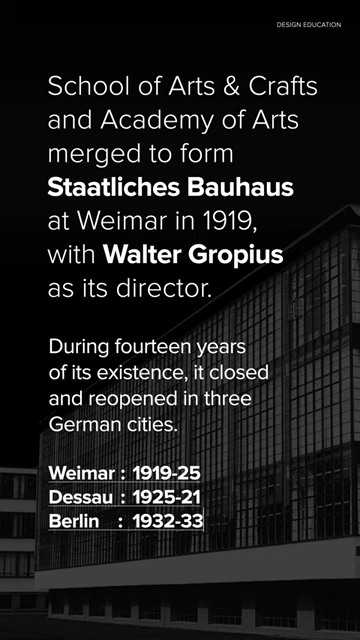 DESIGN EDUCATION
School of Arts & Crafts
and Academy of Arts
merged to form
Staatliches Bauhaus
at Weimar in 1919,
with Walter Gropius
as its director.
During fourteen years
of its existence, it closed
and reopened in three
German cities.
Weimar : 1919-25
Dessau : 1925-21
Berlin : 1932-33